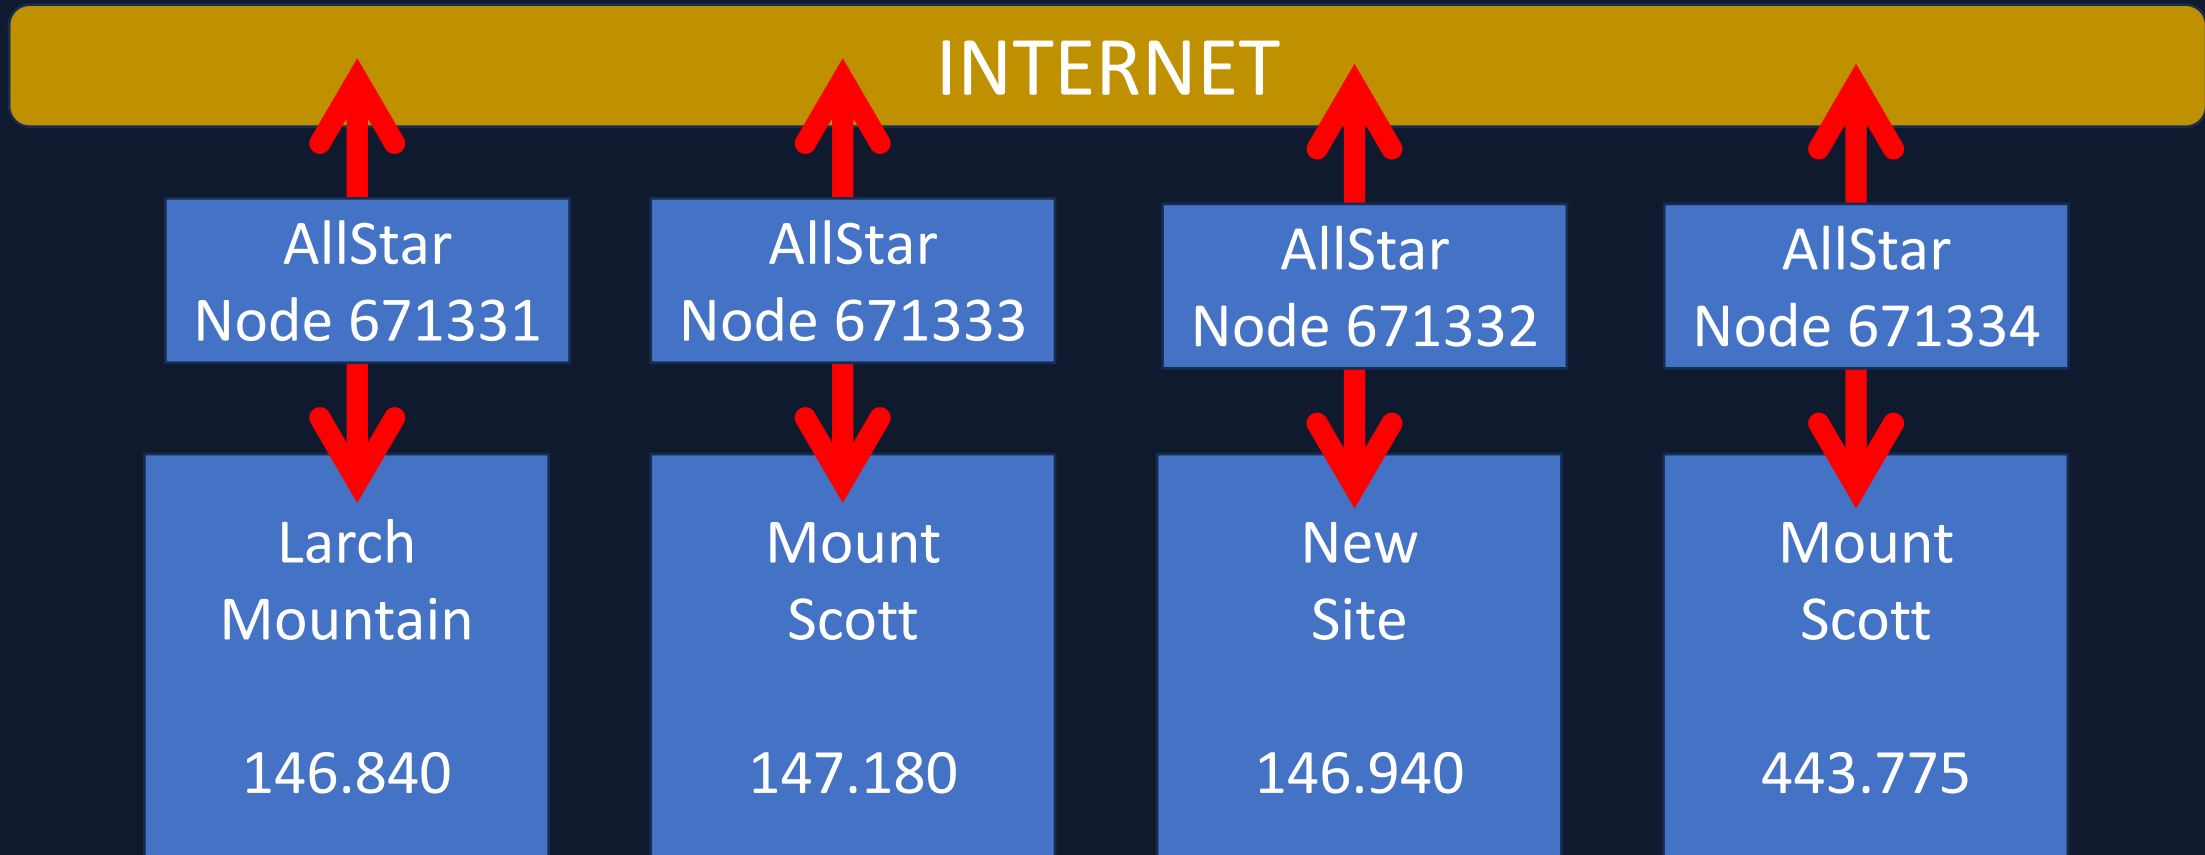 INTERNET
AllStar
Node 671331
AllStar
Node 671333
AllStar
Node 671332
AllStar
Node 671334
Larch
Mountain
146.840
Mount
Scott
147.180
New
Site
146.940
Mount
Scott
443.775